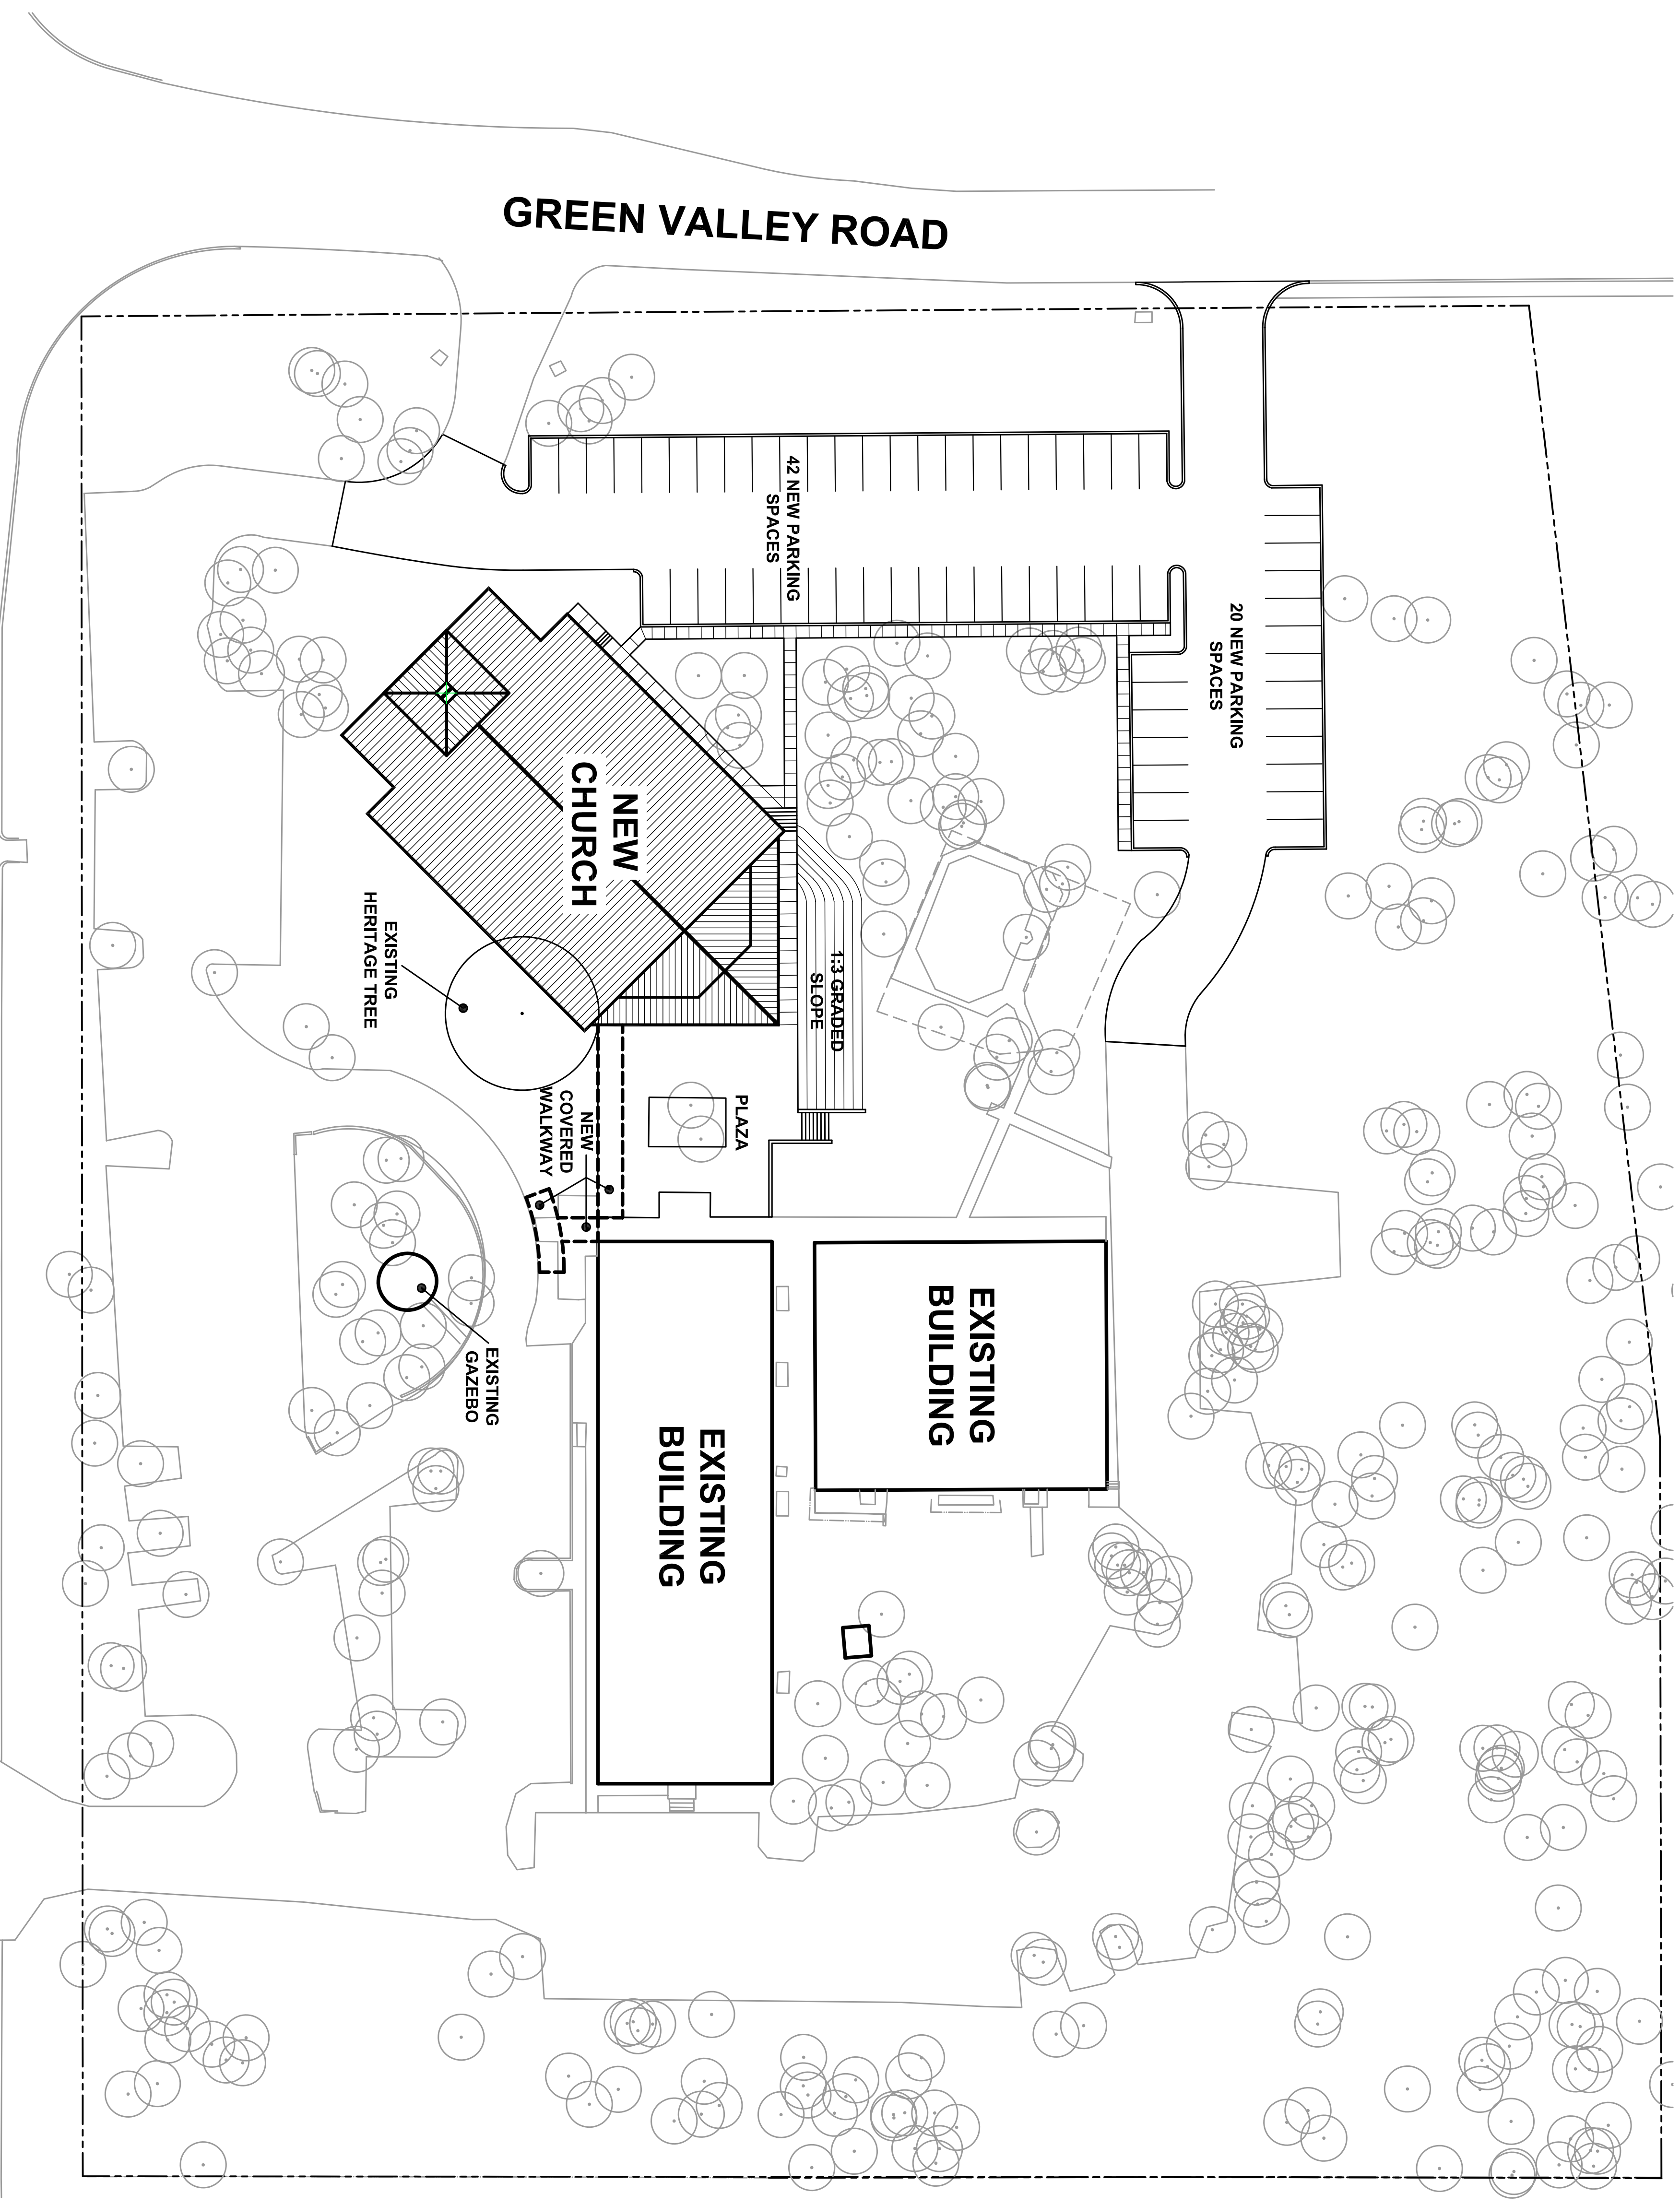 GREEN VALLEY ROAD
42 NEW PARKING
SPACES
20 NEW PARKING
SPACES
NEW
CHURCH
EXISTING
HERITAGE TREE
1:3 GRADED
SLOPE
PLAZA
NEW
COVERED
WALKWAY
EXISTING
GAZEBO
EXISTING
BUILDING
EXISTING
BUILDING